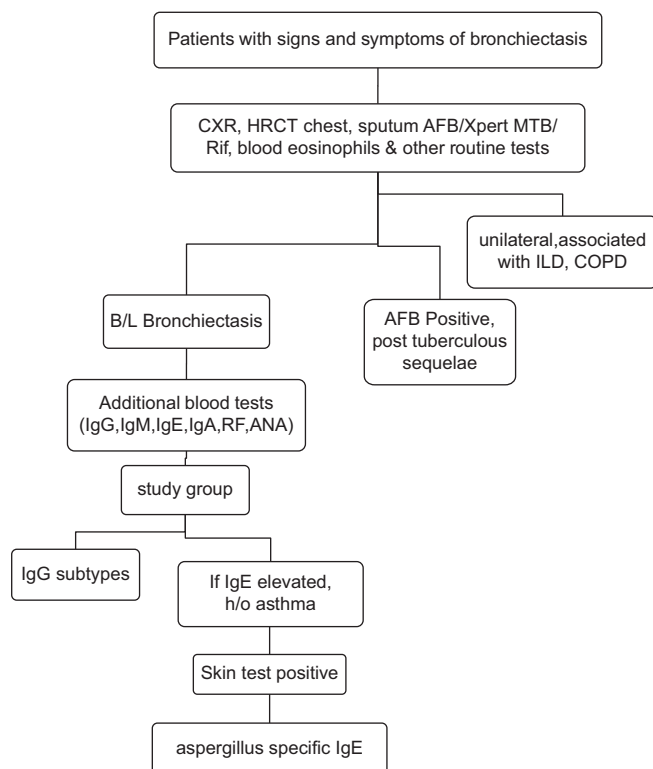 Patients with signs and symptoms of bronchiectasis
CXR, HRCT chest, sputum AFB/Xpert MTB/
Rif, blood eosinophils & other routine tests
unilateral,associated
with ILD, COPD
B/L Bronchiectasis
AFB Positive,
post tuberculous
sequelae
Additional blood tests
(IgG,IgM,IgE,IgA,RF,ANA)
study group
IgG subtypes
If IgE elevated,
h/o asthma
Skin test positive
aspergillus specific IgE